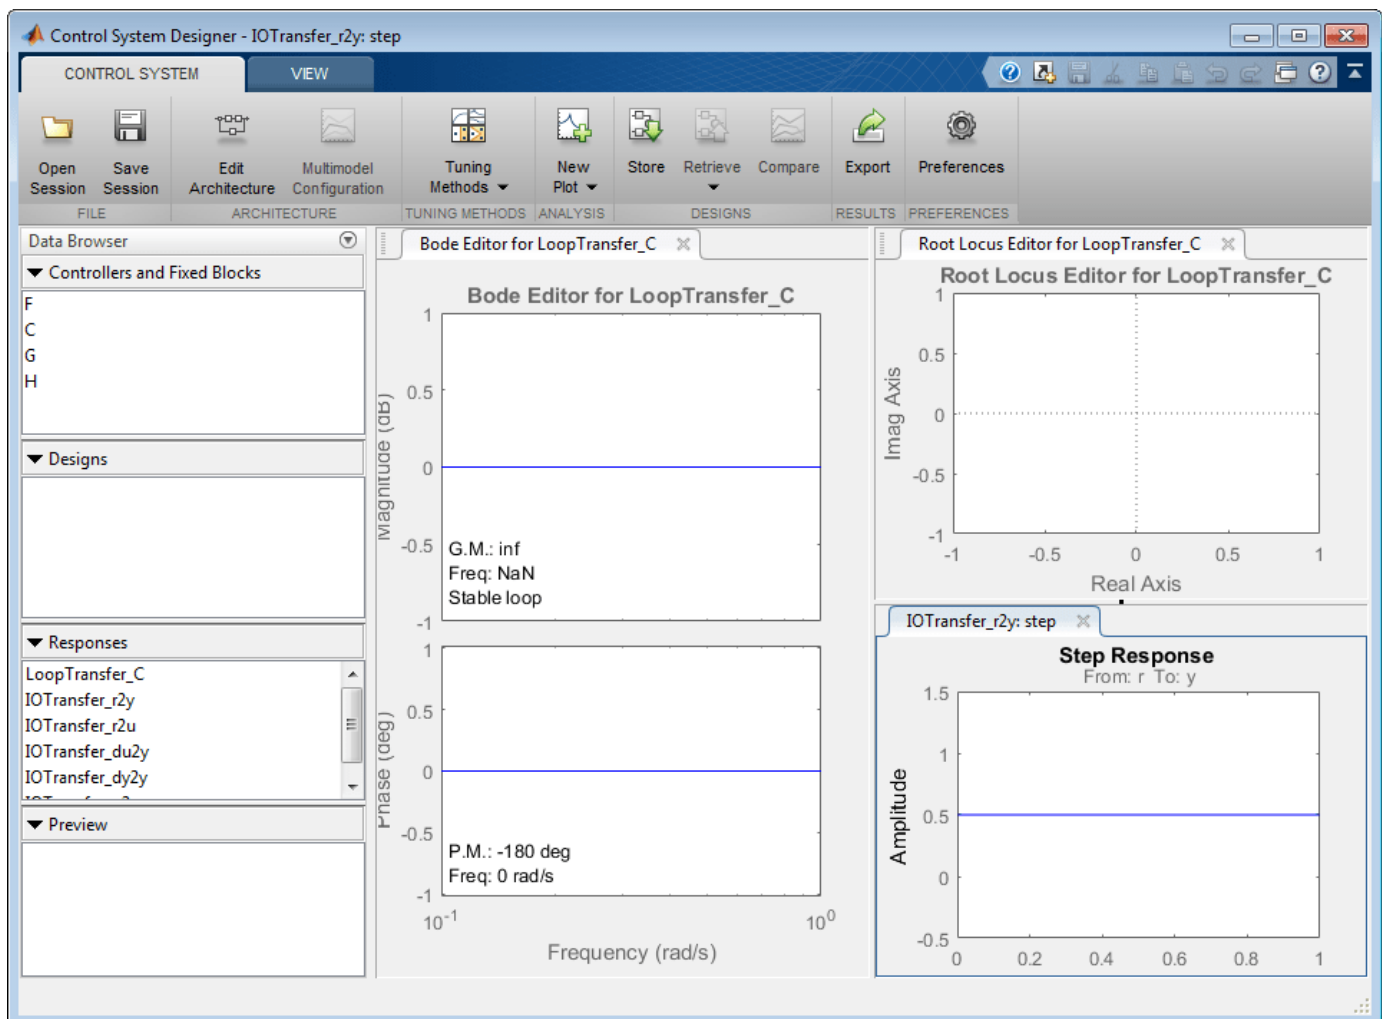 Control System Designer - IOTransfer_r2y: step
CONTROL SYSTEM
VIEW
Open Session
Save Session
Edit Architecture
Multimodel Configuration
Tuning Methods
New Plot
Store
Retrieve
Compare
Export
Preferences
FILE
ARCHITECTURE
TUNING METHODS
ANALYSIS
DESIGNS
RESULTS
PREFERENCES
Data Browser
Controllers and Fixed Blocks
F
C
G
H
Designs
Responses
LoopTransfer_C
IOTransfer_r2y
IOTransfer_r2u
IOTransfer_du2y
IOTransfer_dy2y
Preview
Bode Editor for LoopTransfer_C
Bode Editor for LoopTransfer_C
Magnitude (dB)
1
0.5
0
-0.5
-1
G.M.: inf
Freq: NaN
Stable loop
Phase (deg)
1
0.5
0
-0.5
-1
P.M.: -180 deg
Freq: 0 rad/s
10^-1
10^0
Frequency (rad/s)
Root Locus Editor for LoopTransfer_C
Root Locus Editor for LoopTransfer_C
Imag Axis
1
0.5
0
-0.5
-1
-1 -0.5 0 0.5 1
Real Axis
IOTransfer_r2y: step
Step Response
From: r To: y
Amplitude
1.5
1
0.5
0
-0.5
0 0.2 0.4 0.6 0.8 1